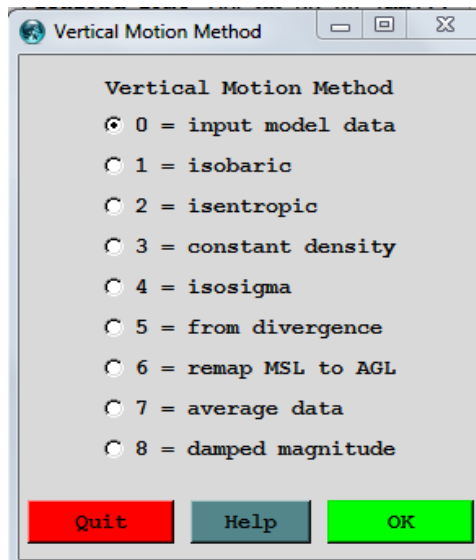 Vertical Motion Method
Vertical Motion Method
0 = input model data
1 = isobaric
2 = isentropic
3 = constant density
4 = isosigma
5 = from divergence
6 = remap MSL to AGL
7 = average data
8 = damped magnitude
Quit Help OK